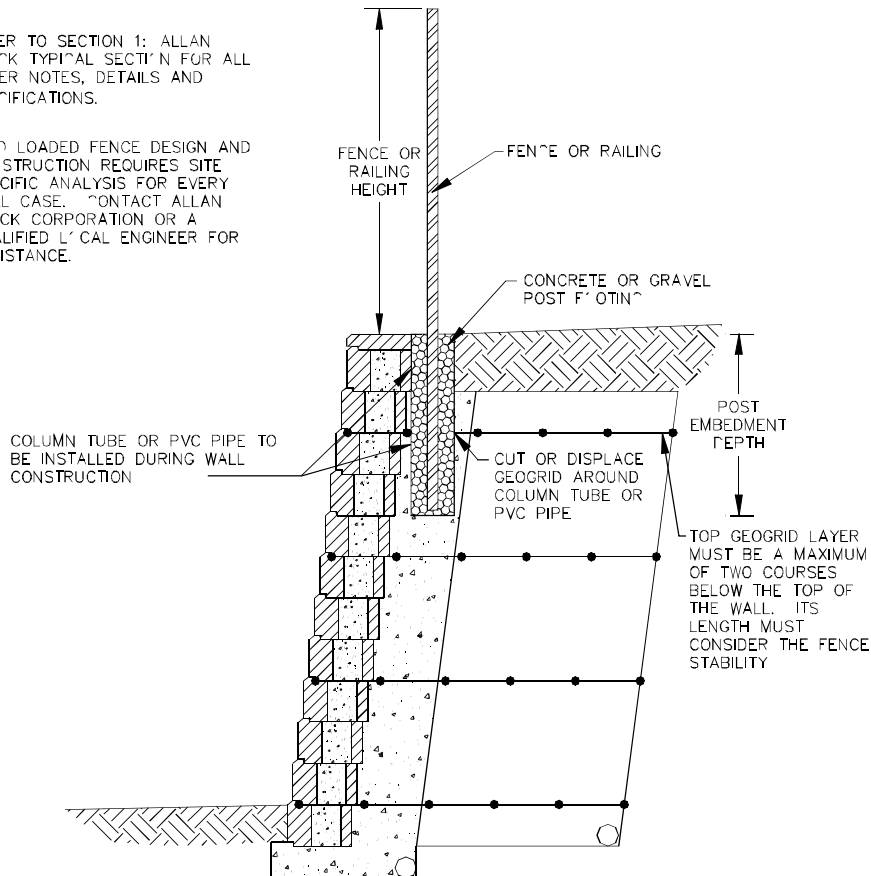 ER TO SECTION 1: ALLAN
CK TYPICAL SECTION FOR ALL
ER NOTES, DETAILS AND
CIFICATIONS.
LOADED FENCE DESIGN AND
STRUCTION REQUIRES SITE
CIFIC ANALYSIS FOR EVERY
L CASE. CONTACT ALLAN
CK CORPORATION OR A
ALIFIED LOCAL ENGINEER FOR
ISTANCE.
FENCE OR
RAILING
HEIGHT
FENCE OR RAILING
CONCRETE OR GRAVEL
POST FOOTING
POST
EMBEDMENT
DEPTH
COLUMN TUBE OR PVC PIPE TO
BE INSTALLED DURING WALL
CONSTRUCTION
CUT OR DISPLACE
GEOGRID AROUND
COLUMN TUBE OR
PVC PIPE
TOP GEOGRID LAYER
MUST BE A MAXIMUM
OF TWO COURSES
BELOW THE TOP OF
THE WALL. ITS
LENGTH MUST
CONSIDER THE FENCE
STABILITY